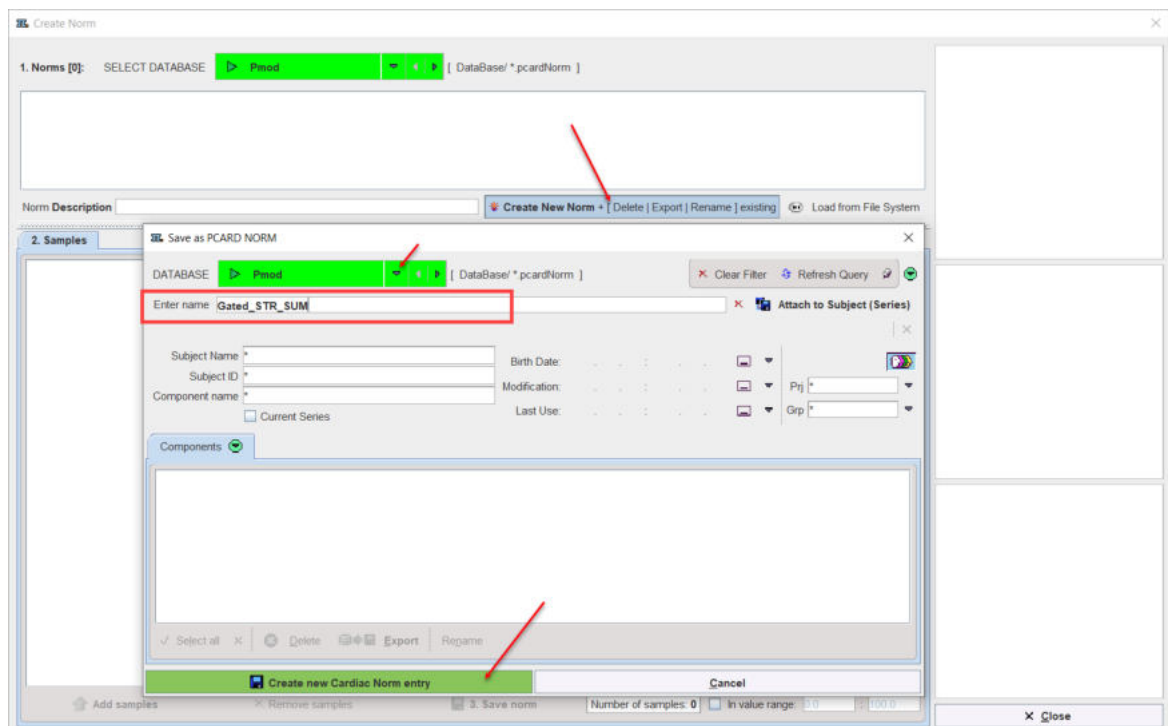 Create Norm
1. Norms [0]: SELECT DATABASE Pmod [ DataBase/ *.pcardNorm ]
Norm Description Create New Norm + [ Delete | Export | Rename ] existing Load from File System
2. Samples
Save as PCARD NORM
DATABASE Pmod [ DataBase/ *.pcardNorm ] Clear Filter Refresh Query
Enter name Gated_STR_SUM Attach to Subject (Series)
Subject Name * Birth Date: . . : . .
Subject ID * Modification: . . : . . Prj *
Component name * Last Use: . . : . . Grp *
Current Series
Components
Select all Delete Export Rename
Create new Cardiac Norm entry Cancel
Add samples Remove samples 3. Save norm Number of samples: 0 In value range: 0.0 : 100.0
Close